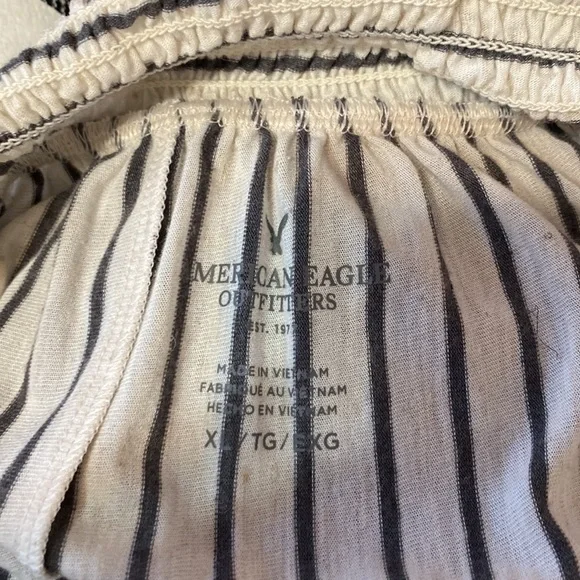 AMERICAN EAGLE
OUTFITTERS
EST. 1977
MADE IN VIETNAM
FABRIQUÉ AU VIETNAM
HECHO EN VIETNAM
XL/TG/EXG